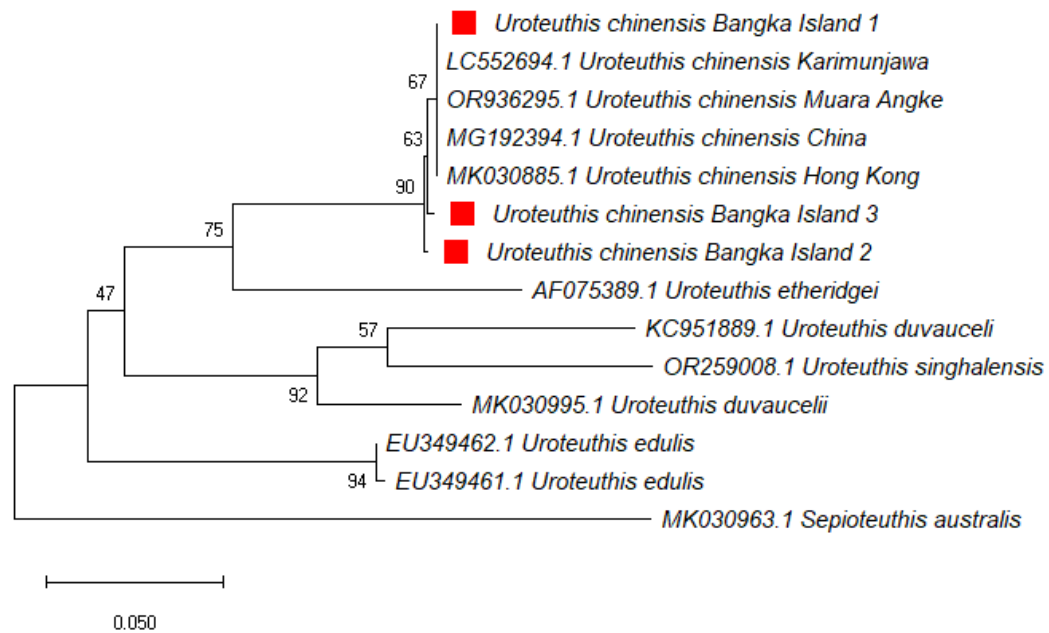 Uroteuthis chinensis Bangka Island 1
LC552694.1 Uroteuthis chinensis Karimunjawa
67
OR936295.1 Uroteuthis chinensis Muara Angke
63
MG192394.1 Uroteuthis chinensis China
MK030885.1 Uroteuthis chinensis Hong Kong
90
Uroteuthis chinensis Bangka Island 3
75
Uroteuthis chinensis Bangka Island 2
AF075389.1 Uroteuthis etheridgei
47
KC951889.1 Uroteuthis duvauceli
57
OR259008.1 Uroteuthis singhalensis
92
MK030995.1 Uroteuthis duvaucelii
EU349462.1 Uroteuthis edulis
94
EU349461.1 Uroteuthis edulis
MK030963.1 Sepioteuthis australis
0.050